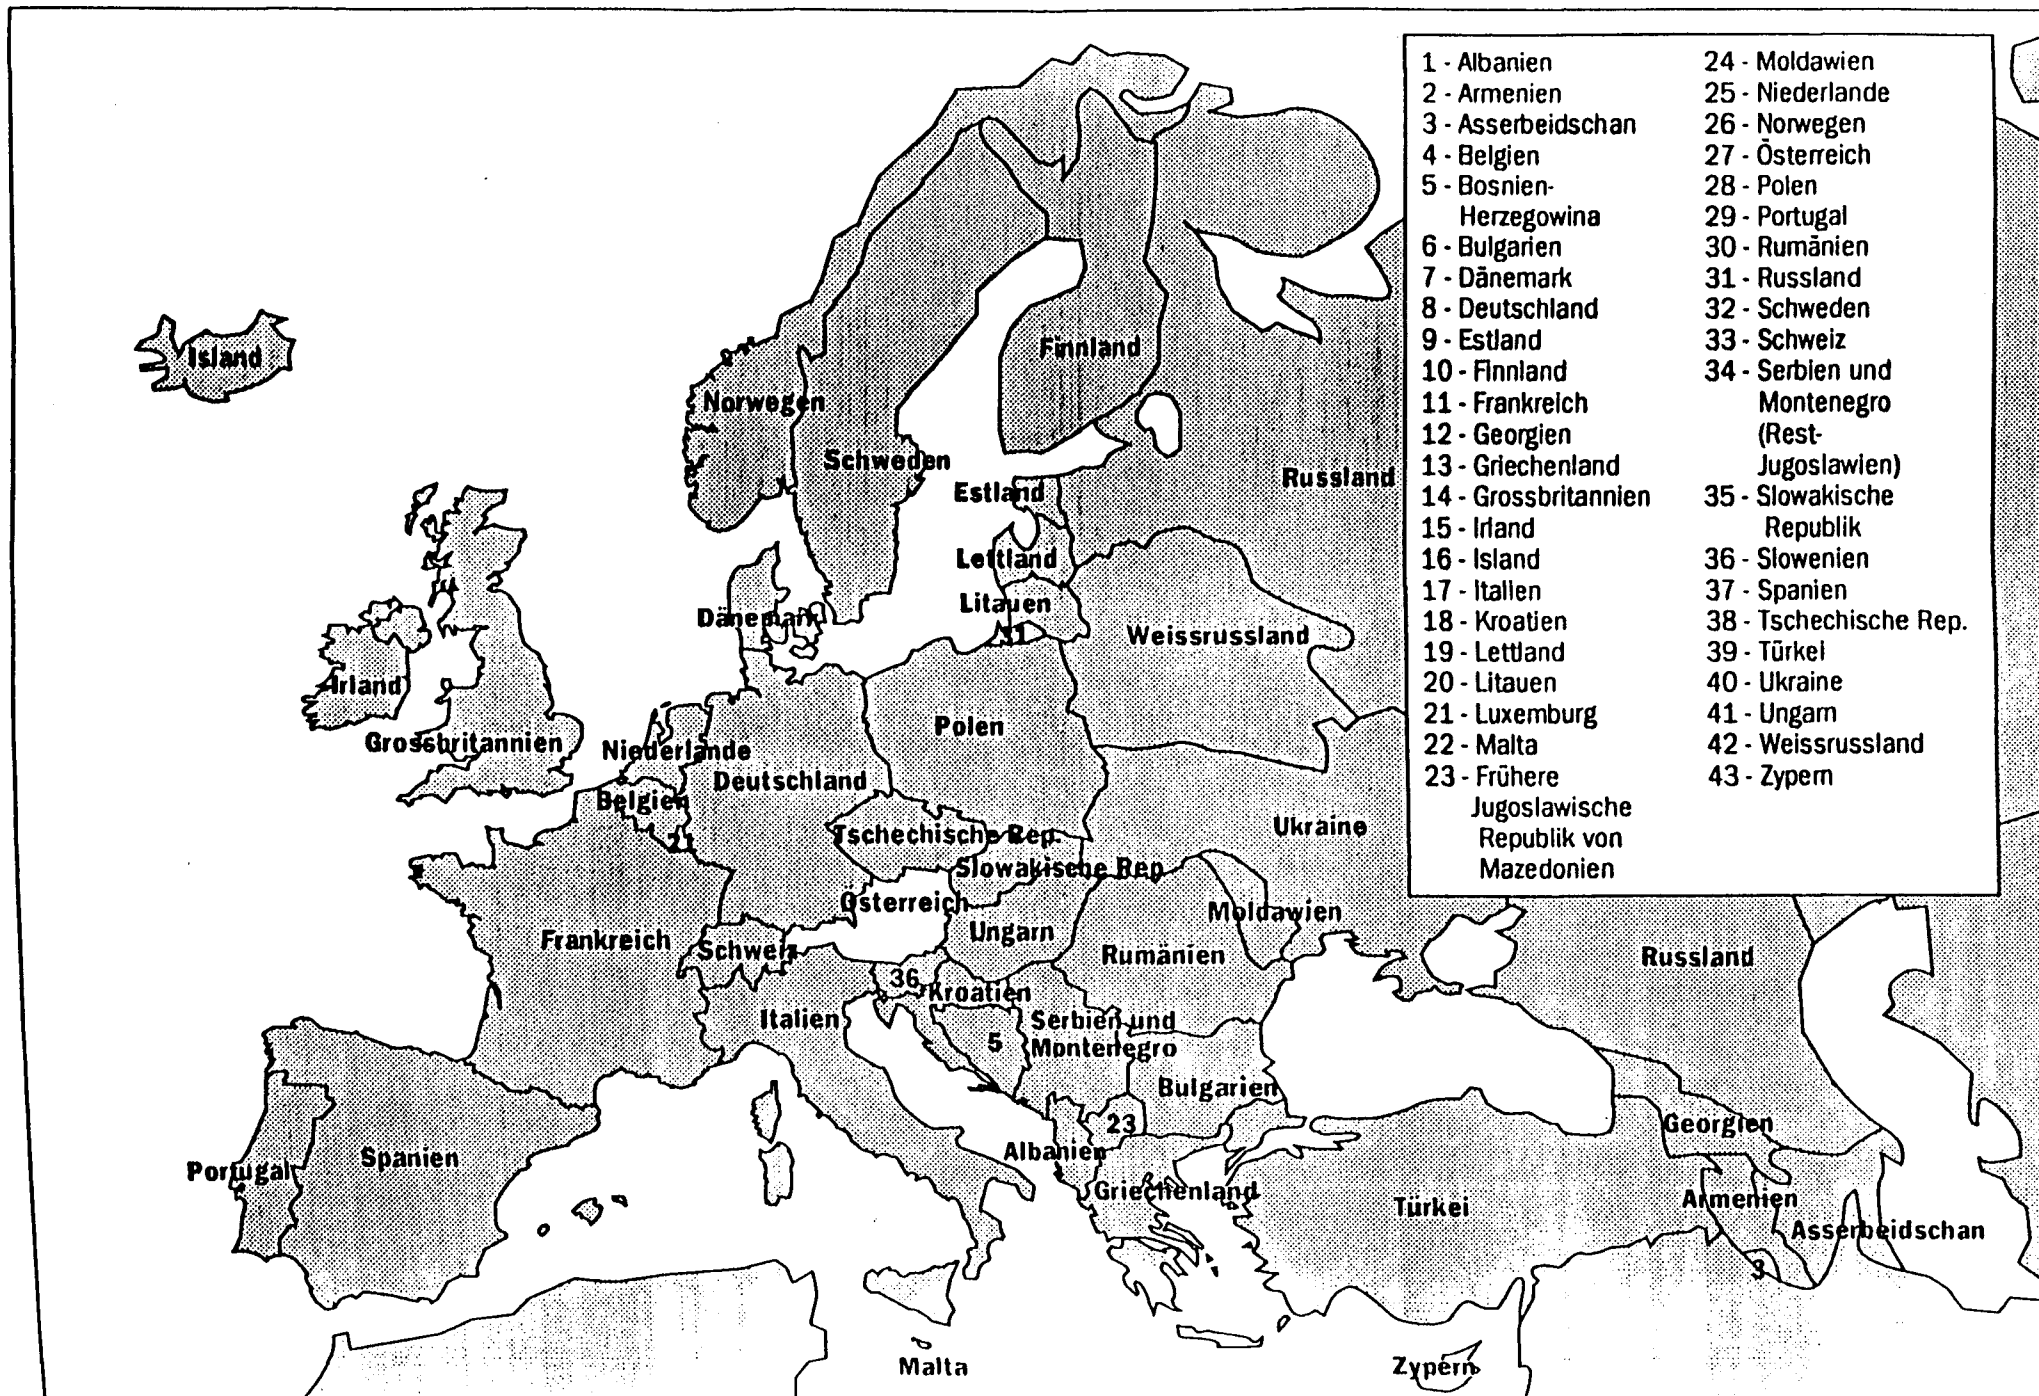 1 - Albanien
2 - Armenien
3 - Asserbeidschan
4 - Belgien
5 - Bosnien-
Herzegowina
6 - Bulgarien
7 - Dänemark
8 - Deutschland
9 - Estland
10 - Finnland
11 - Frankreich
12 - Georgien
13 - Griechenland
14 - Grossbritannien
15 - Irland
16 - Island
17 - Italien
18 - Kroatien
19 - Lettland
20 - Litauen
21 - Luxemburg
22 - Malta
23 - Frühere
Jugoslawische
Republik von
Mazedonien
24 - Moldawien
25 - Niederlande
26 - Norwegen
27 - Österreich
28 - Polen
29 - Portugal
30 - Rumänien
31 - Russland
32 - Schweden
33 - Schweiz
34 - Serbien und
Montenegro
(Rest-
Jugoslawien)
35 - Slowakische
Republik
36 - Slowenien
37 - Spanien
38 - Tschechische Rep.
39 - Türkei
40 - Ukraine
41 - Ungarn
42 - Weissrussland
43 - Zypern
Island
Finnland
Norwegen
Schweden
Russland
Estland
Lettland
Litauen
31
Dänemark
Weissrussland
Irland
Grossbritannien
Niederlande
Polen
Deutschland
Belgien
21
Tschechische Rep.
Ukraine
Slowakische Rep
Österreich
Moldawien
Ungarn
Frankreich
Schweiz
Rumänien
Russland
36
Kroatien
Italien
Serbien und
Montenegro
5
Bulgarien
23
Georgien
Albanien
Spanien
Portugal
Griechenland
Türkei
Armenien
Asserbeidschan
3
Malta
Zypern